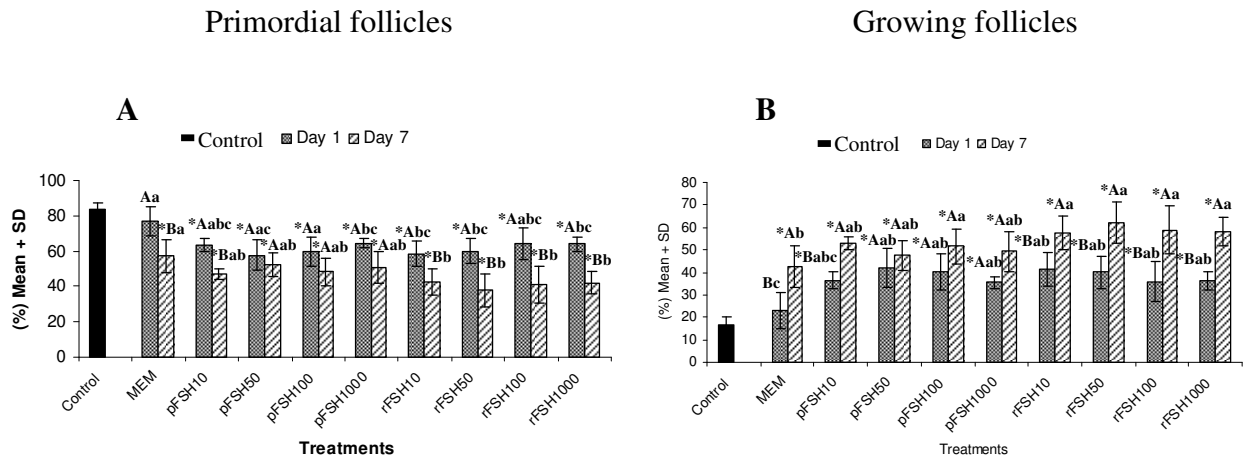 Primordial follicles
Growing follicles
A
Control Day 1 Day 7
(%) Mean + SD
100
80
60
40
20
0
Aa
*Ba
*Aabc
*Bab
*Aac
*Aab
*Aa
*Aab
*Abc
*Aab
*Abc
*Bb
*Abc
*Bb
*Aabc
*Bb
*Abc
*Bb
Control
MEM
pFSH10
pFSH50
pFSH100
pFSH1000
rFSH10
rFSH50
rFSH100
rFSH1000
Treatments
B
Control Day 1 Day 7
(%) Mean + SD
80
70
60
50
40
30
20
10
0
Bc
*Ab
*Babc
*Aab
*Aab
*Aab
*Aab
*Aa
*Aab
*Aab
*Bab
*Aa
*Bab
*Aa
*Bab
*Aa
*Bab
*Aa
Control
MEM
pFSH10
pFSH50
pFSH100
pFSH1000
rFSH10
rFSH50
rFSH100
rFSH1000
Treatments